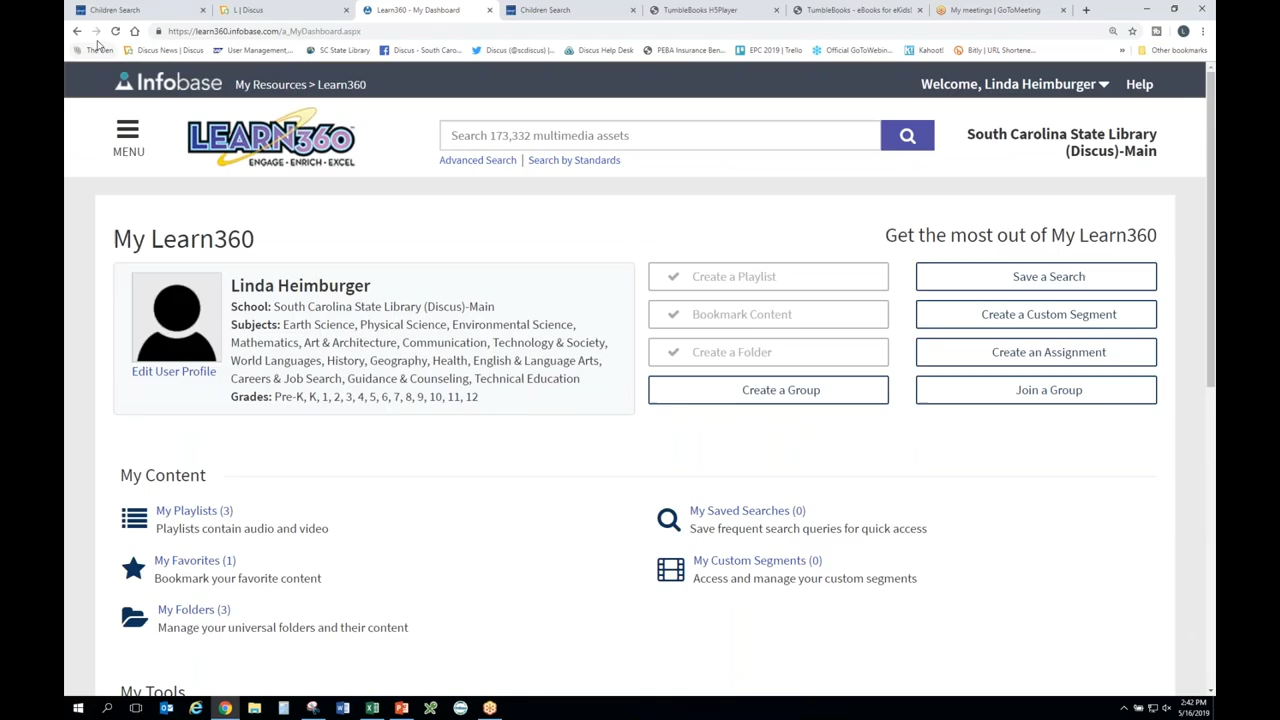 Children Search
L | Discus
Learn360 - My Dashboard
Children Search
TumbleBooks H5Player
TumbleBooks - eBooks for eKids!
My meetings | GoToMeeting
https://learn360.infobase.com/a_MyDashboard.aspx
Discus News | Discus
User Management,...
SC State Library
Discus - South Caro...
Twitter (@scdiscus) |...
Discus Help Desk
PEBA Insurance Ben...
EPC 2019 | Trello
Official GoToWebin...
Kahoot!
Bitly | URL Shortene...
»
Other bookmarks
Infobase
My Resources > Learn360
Welcome, Linda Heimburger
Help
MENU
LEARN360
ENGAGE • ENRICH • EXCEL
Search 173,332 multimedia assets
Advanced Search | Search by Standards
South Carolina State Library
(Discus)-Main
My Learn360
Get the most out of My Learn360
Linda Heimburger
School: South Carolina State Library (Discus)-Main
Subjects: Earth Science, Physical Science, Environmental Science,
Mathematics, Art & Architecture, Communication, Technology & Society,
World Languages, History, Geography, Health, English & Language Arts,
Careers & Job Search, Guidance & Counseling, Technical Education
Grades: Pre-K, K, 1, 2, 3, 4, 5, 6, 7, 8, 9, 10, 11, 12
Edit User Profile
Create a Playlist
Save a Search
Bookmark Content
Create a Custom Segment
Create a Folder
Create an Assignment
Create a Group
Join a Group
My Content
My Playlists (3)
Playlists contain audio and video
My Saved Searches (0)
Save frequent search queries for quick access
My Favorites (1)
Bookmark your favorite content
My Custom Segments (0)
Access and manage your custom segments
My Folders (3)
Manage your universal folders and their content
My Tools
2:42 PM
5/16/2019